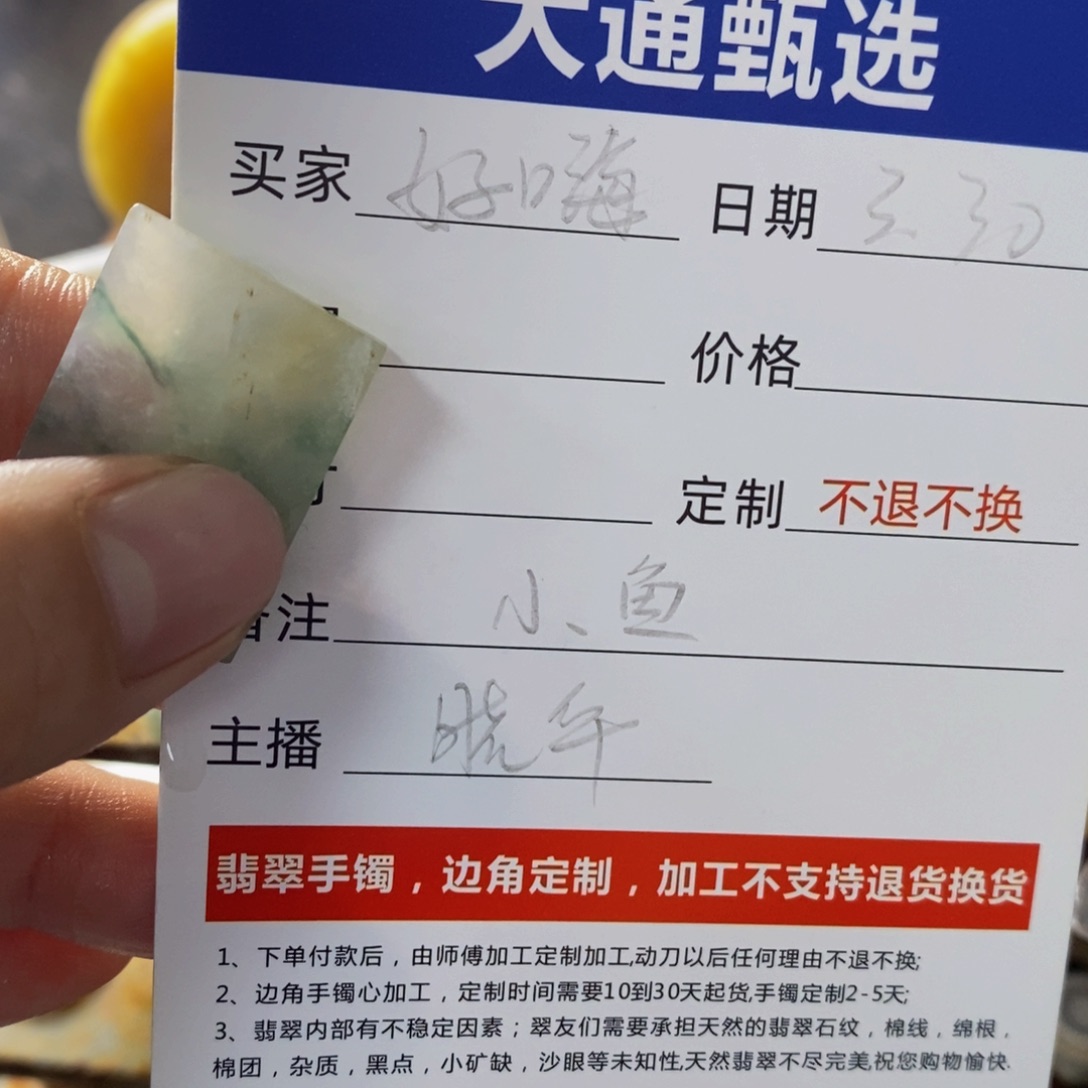 大通甄选
买家 好嗨 日期 3.30
价格
定制 不退不换
备注 小鱼
主播 晓午
翡翠手镯，边角定制，加工不支持退货换货
1、下单付款后，由师傅加工定制加工,动刀以后任何理由不退不换;
2、边角手镯心加工，定制时间需要10到30天起货,手镯定制2-5天;
3、翡翠内部有不稳定因素；翠友们需要承担天然的翡翠石纹，棉线，绵根，
棉团，杂质，黑点，小矿缺，沙眼等未知性,天然翡翠不尽完美,祝您购物愉快.